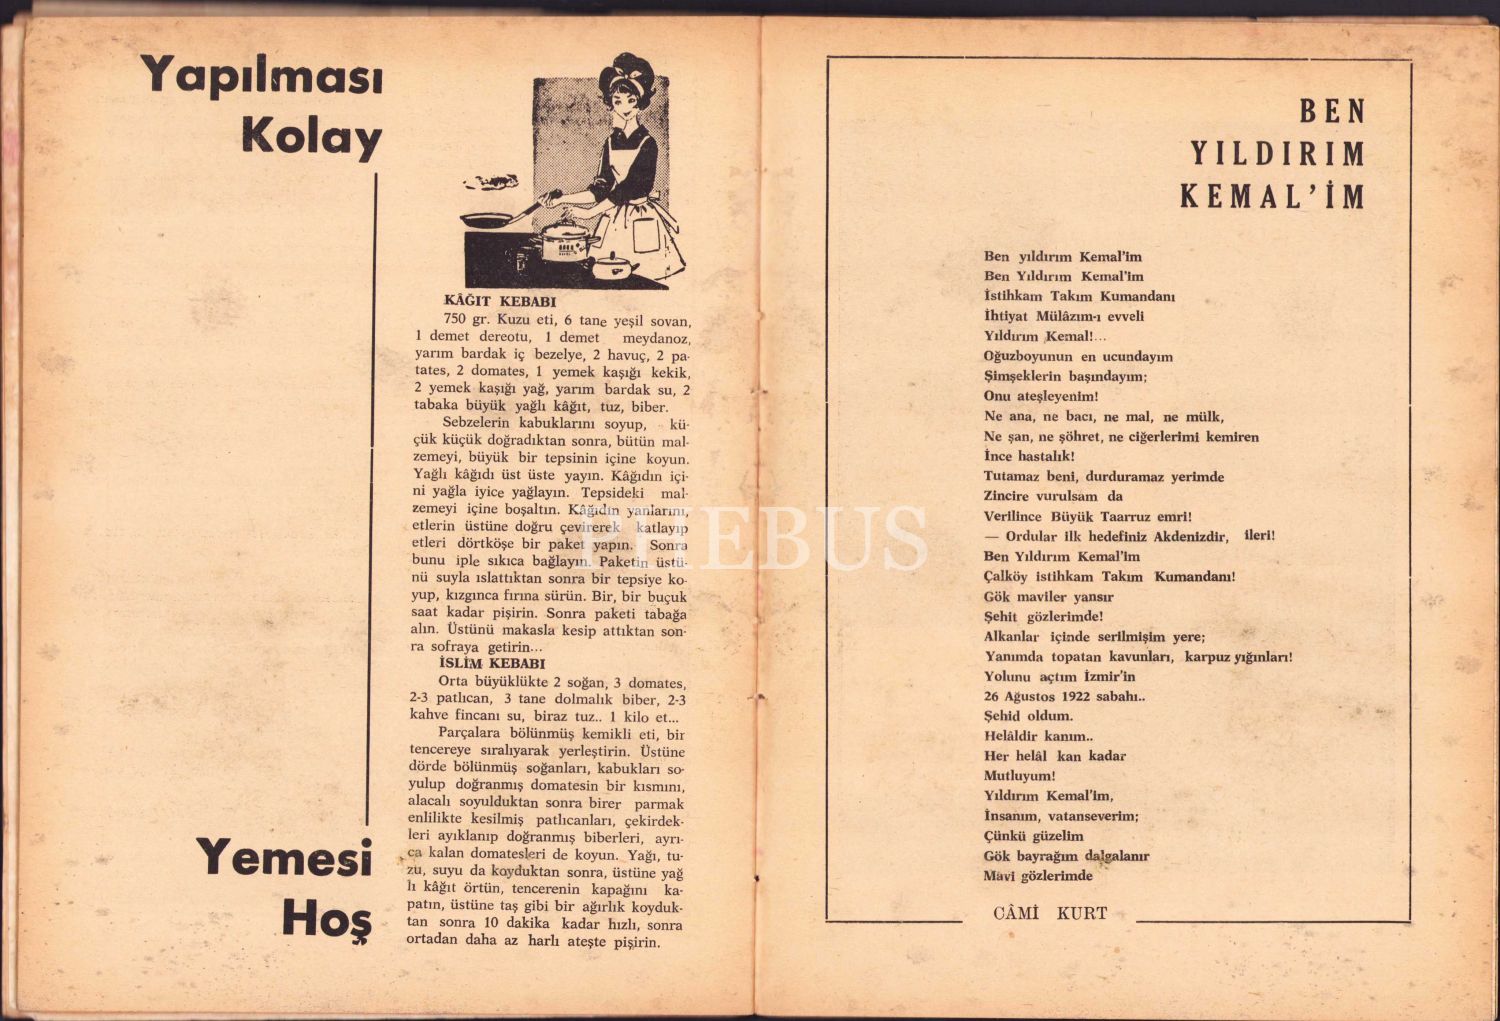 Yapılması
Kolay
KÂĞIT KEBABI
750 gr. Kuzu eti, 6 tane yeşil sovan,
1 demet dereotu, 1 demet meydanoz,
yarım bardak iç bezelye, 2 havuç, 2 pa-
tates, 2 domates, 1 yemek kaşığı kekik,
2 yemek kaşığı yağ, yarım bardak su, 2
tabaka büyük yağlı kâğıt, tuz, biber.
Sebzelerin kabuklarını soyup, kü-
çük küçük doğradıktan sonra, bütün mal-
zemeyi, büyük bir tepsinin içine koyun.
Yağlı kâğıdı üst üste yayın. Kâğıdın içi-
ni yağla iyice yağlayın. Tepsideki mal-
zemeyi içine boşaltın. Kâğıdın yanlarını,
etlerin üstüne doğru çevirerek katlayıp
etleri dörtköşe bir paket yapın. Sonra
bunu iple sıkıca bağlayın. Paketin üstü-
nü suyla ıslattıktan sonra bir tepsiye ko-
yup, kızgınca fırına sürün. Bir, bir buçuk
saat kadar pişirin. Sonra paketi tabağa
alın. Üstünü makasla kesip attıktan son-
ra sofraya getirin...
İSLİM KEBABI
Orta büyüklükte 2 soğan, 3 domates,
2-3 patlıcan, 3 tane dolmalık biber, 2-3
kahve fincanı su, biraz tuz.. 1 kilo et...
Parçalara bölünmüş kemikli eti, bir
tencereye sıralıyarak yerleştirin. Üstüne
dörde bölünmüş soğanları, kabukları so-
yulup doğranmış domatesin bir kısmını,
alacalı soyulduktan sonra birer parmak
enlilikte kesilmiş patlıcanları, çekirdek-
leri ayıklanıp doğranmış biberleri, ayrı-
ca kalan domatesleri de koyun. Yağı, tu-
zu, suyu da koyduktan sonra, üstüne yağ
lı kâğıt örtün, tencerenin kapağını ka-
patın, üstüne taş gibi bir ağırlık koyduk-
tan sonra 10 dakika kadar hızlı, sonra
ortadan daha az harlı ateşte pişirin.
Yemesi
Hoş
PHEBUS
BEN
YILDIRIM
KEMAL'İM
Ben yıldırım Kemal'im
Ben Yıldırım Kemal'im
İstihkam Takım Kumandanı
İhtiyat Mülâzım-ı evveli
Yıldırım Kemal!...
Oğuzboyunun en ucundayım
Şimşeklerin başındayım;
Onu ateşleyenim!
Ne ana, ne bacı, ne mal, ne mülk,
Ne şan, ne şöhret, ne ciğerlerimi kemiren
İnce hastalık!
Tutamaz beni, durduramaz yerimde
Zincire vurulsam da
Verilince Büyük Taarruz emri!
— Ordular ilk hedefiniz Akdenizdir, ileri!
Ben Yıldırım Kemal'im
Çalköy istihkam Takım Kumandanı!
Gök maviler yansır
Şehit gözlerimde!
Alkanlar içinde serilmişim yere;
Yanımda topatan kavunları, karpuz yığınları!
Yolunu açtım İzmir'in
26 Ağustos 1922 sabahı..
Şehid oldum.
Helâldir kanım..
Her helâl kan kadar
Mutluyum!
Yıldırım Kemal'im,
İnsanım, vatanseverim;
Çünkü güzelim
Gök bayrağım dalgalanır
Mavi gözlerimde
CÂMİ KURT